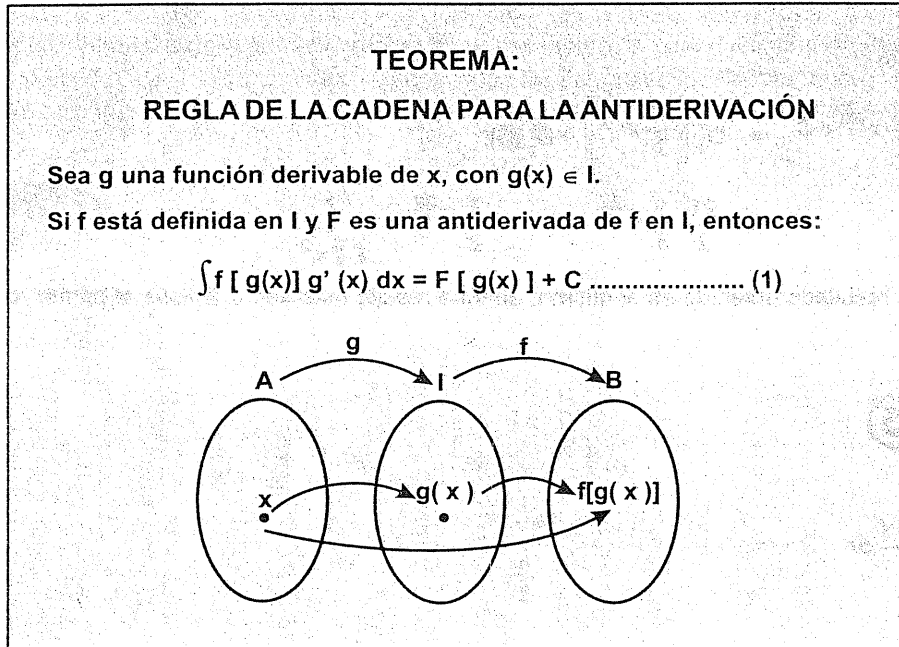 TEOREMA:
REGLA DE LA CADENA PARA LA ANTIDERIVACIÓN
Sea g una función derivable de x, con g(x) ∈ I.
Si f está definida en I y F es una antiderivada de f en I, entonces:
∫ f [ g(x)] g' (x) dx = F [ g(x) ] + C ...................... (1)
g f
A I B
x g( x ) f[g( x )]